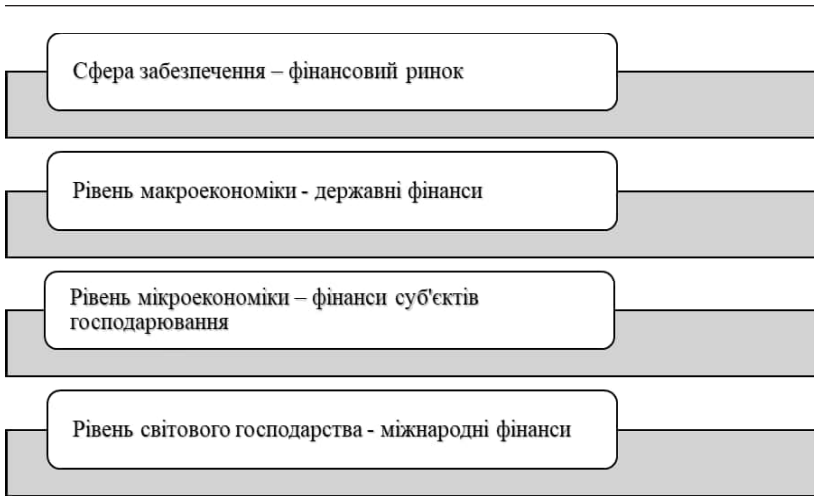 Сфера забезпечення – фінансовий ринок
Рівень макроекономіки - державні фінанси
Рівень мікроекономіки – фінанси суб'єктів
господарювання
Рівень світового господарства - міжнародні фінанси